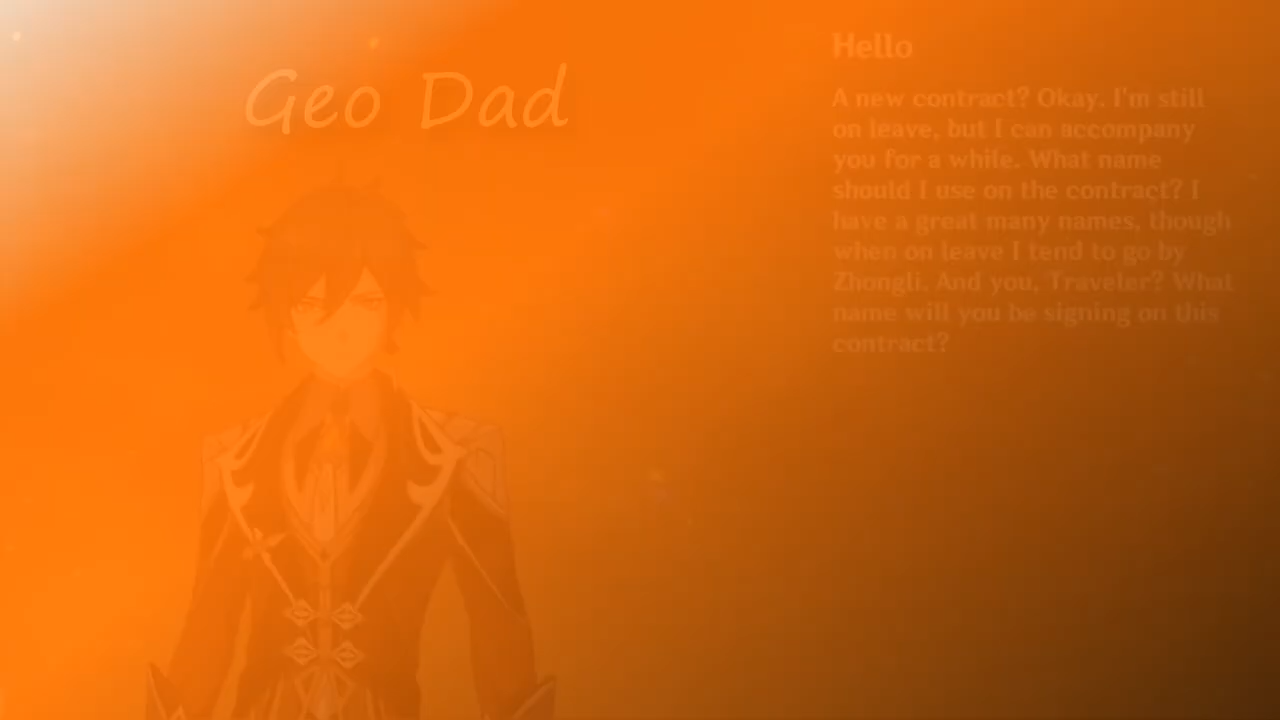 Geo Dad
Hello
A new contract? Okay. I'm still
on leave, but I can accompany
you for a while. What name
should I use on the contract? I
have a great many names, though
when on leave I tend to go by
Zhongli. And you, Traveler? What
name will you be signing on this
contract?